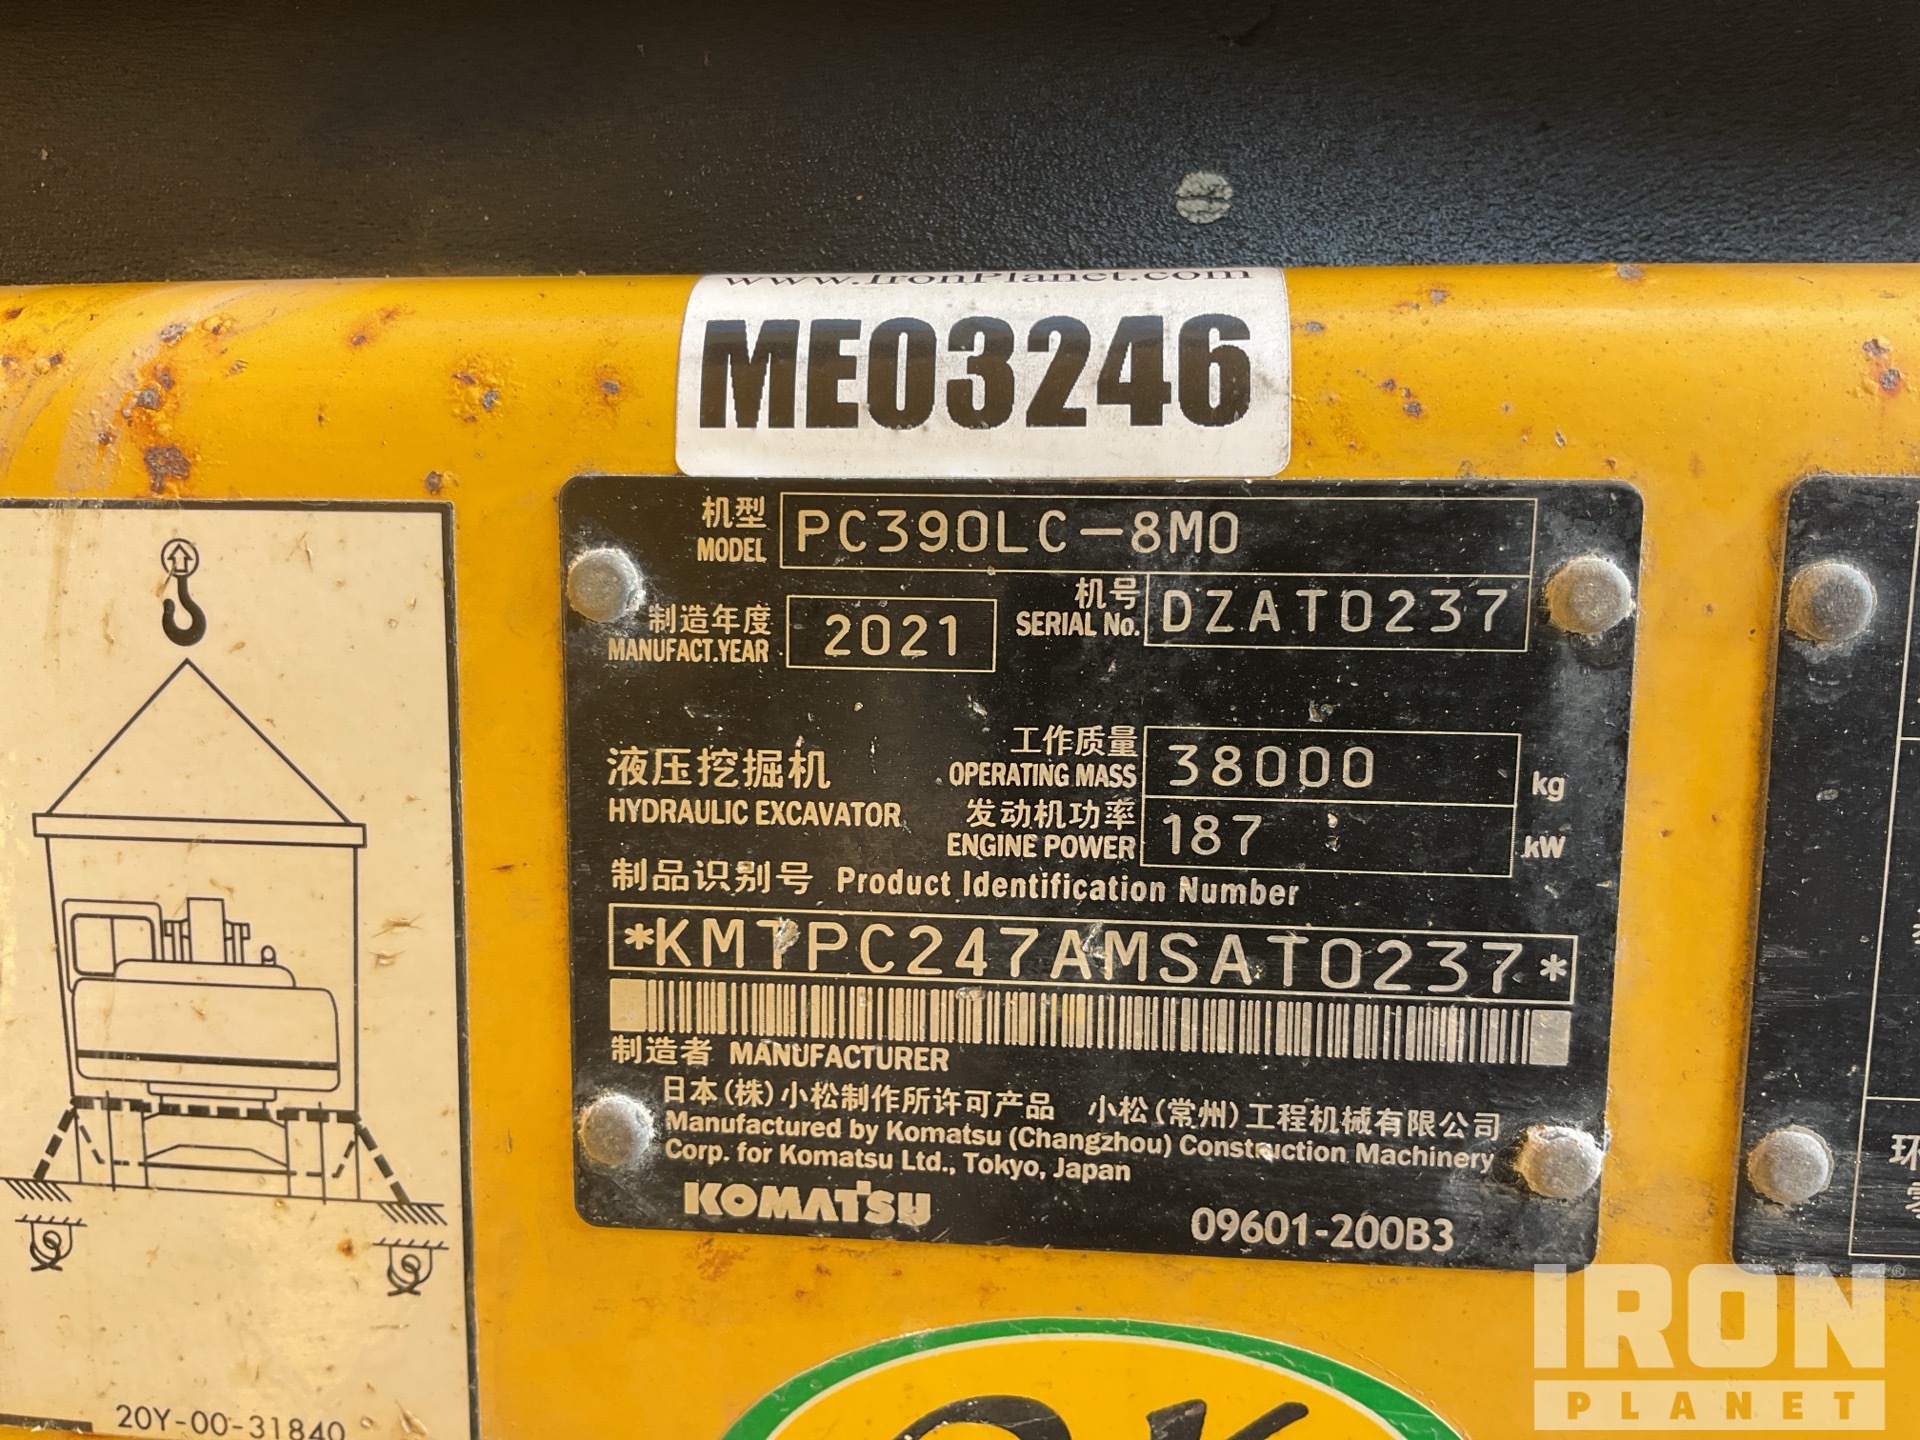 www.IronPlanet.com
ME03246
机型 MODEL PC390LC-8M0
制造年度 MANUFACT.YEAR 2021
机号 SERIAL No. DZAT0237
液压挖掘机
HYDRAULIC EXCAVATOR
工作质量 OPERATING MASS 38000 kg
发动机功率 ENGINE POWER 187 kW
制品识别号 Product Identification Number
*KMTPC247AMSAT0237*
制造者 MANUFACTURER
日本(株)小松制作所许可产品 小松(常州)工程机械有限公司
Manufactured by Komatsu (Changzhou) Construction Machinery
Corp. for Komatsu Ltd., Tokyo, Japan
KOMATSU 09601-200B3
20Y-00-31840
环
IRON
PLANET